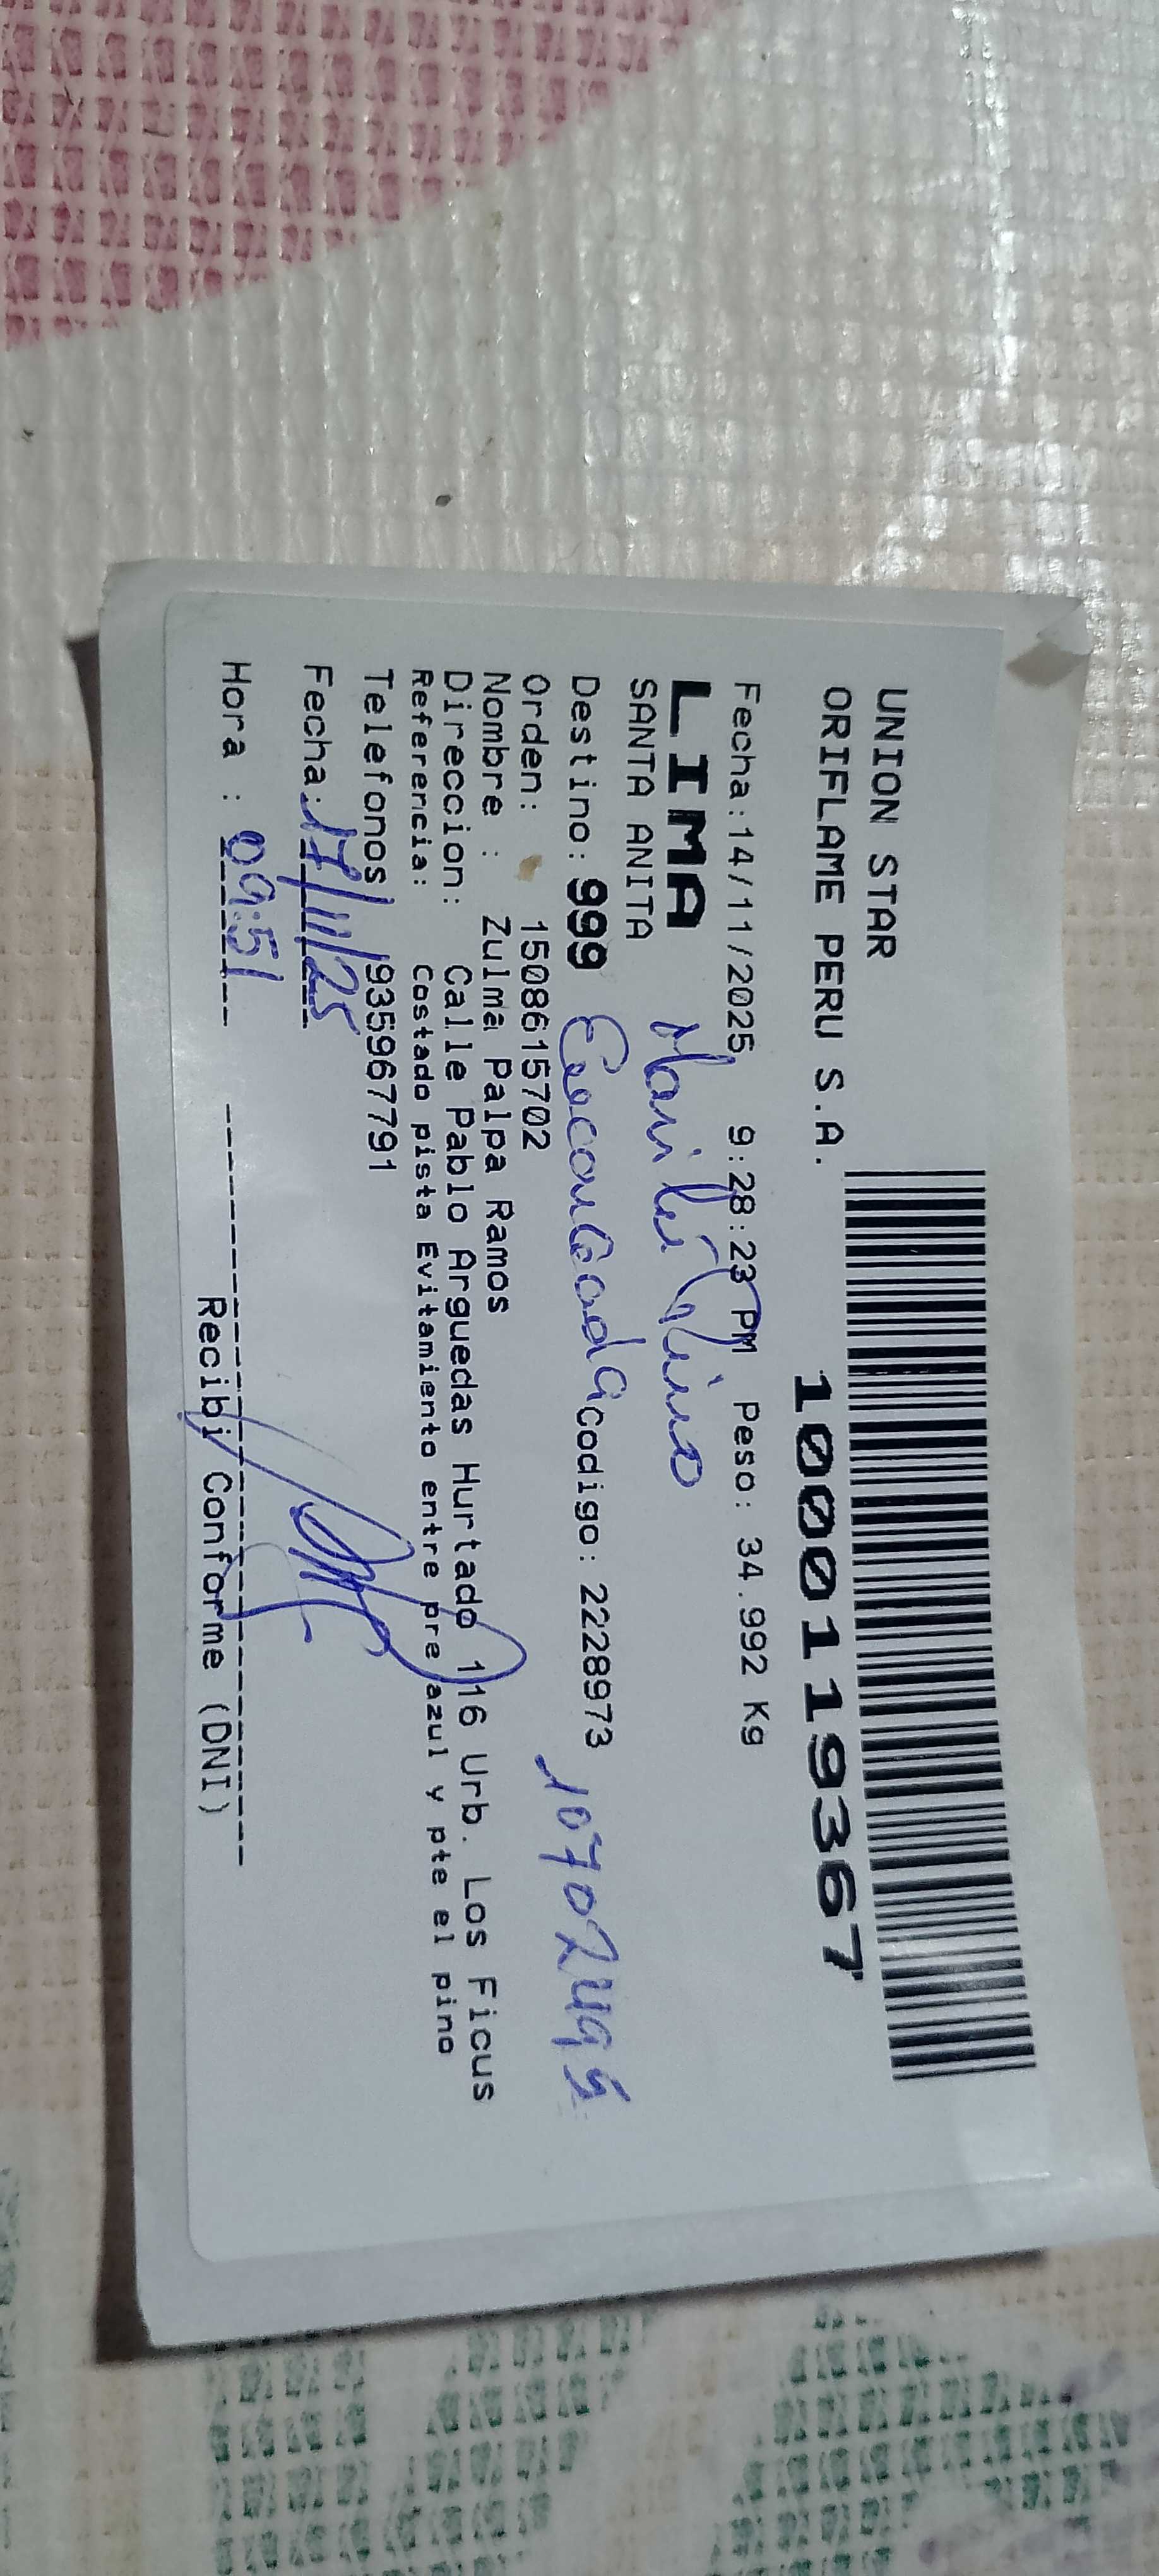 UNION STAR
ORIFLAME PERU S.A.
10001119367
Fecha:14/11/2025 9:28:23 PM Peso: 34.992 Kg
LIMA
SANTA ANITA
Destino: 999 Codigo: 2228973
10702495
Orden: 1508615702
Nombre : Zulma Palpa Ramos
Direccion: Calle Pablo Arguedas Hurtado 116 Urb. Los Ficus
Referencia: Costado pista Evitamiento entre pre azul y pte el pino
Telefonos 935967791
Fecha: 17/11/25
Hora : 09:51
Recibi Conforme (DNI)